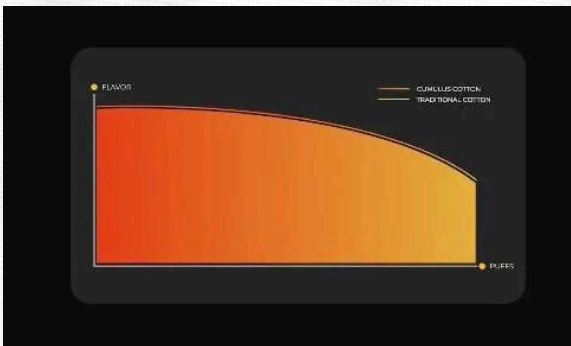 FLAVOR
CUMULUS COTTON
TRADITIONAL COTTON
PUFFS